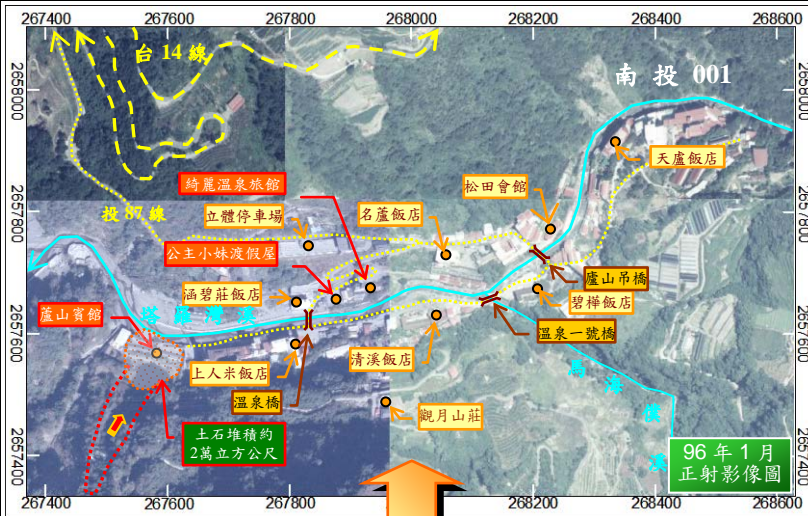 267400 267600 267800 268000 268200 268400 268600
台 14 線
南 投 001
2658000
2658000
天盧飯店
綺麗溫泉旅館
松田會館
投 87 線
立體停車場
名蘆飯店
2657800
2657800
公主小妹渡假屋
廬山吊橋
涵碧莊飯店
碧樺飯店
蘆山賓館
塔羅灣溪
溫泉一號橋
2657600
2657600
上人米飯店
清溪飯店
馬海僕溪
溫泉橋
觀月山莊
土石堆積約
2萬立方公尺
96 年 1 月
正射影像圖
2657400
2657400
267400 267600 267800 268000 268200 268400 268600